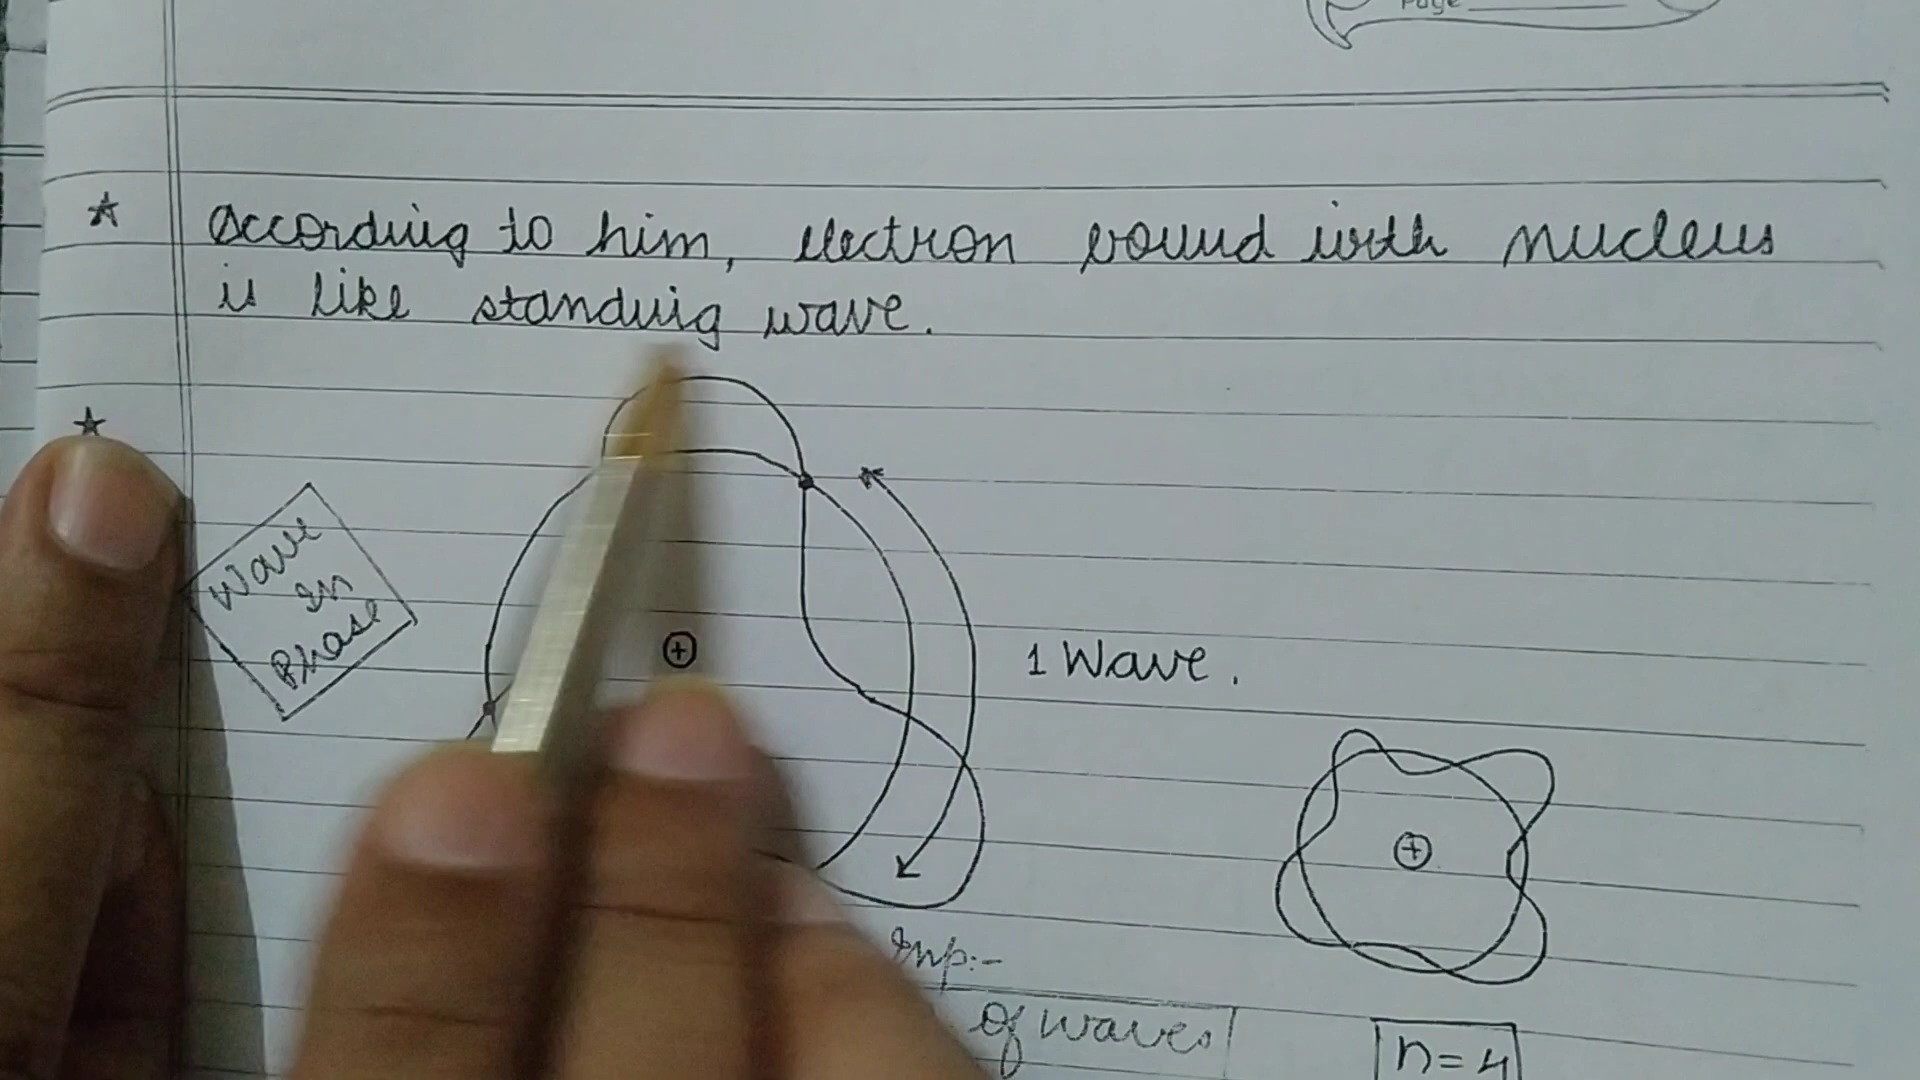 Page
According to him, electron bound with nucleus
is like standing wave.
Wave
in
Phase
+
1 Wave.
+
Imp:-
of waves
n=4